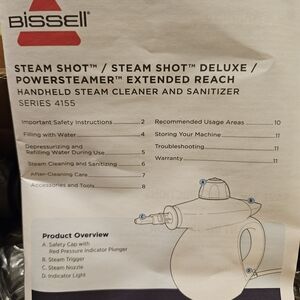 BISSELL
STEAM SHOT™ / STEAM SHOT™ DELUXE /
POWERSTEAMER™ EXTENDED REACH
HANDHELD STEAM CLEANER AND SANITIZER
SERIES 4155
Important Safety Instructions 2
Filling with Water 4
Depressurizing and
Refilling Water During Use 5
Steam Cleaning and Sanitizing 6
After-Cleaning Care 7
Accessories and Tools 8
Recommended Usage Areas 10
Storing Your Machine 11
Troubleshooting 11
Warranty 11
Product Overview
A. Safety Cap with
Red Pressure Indicator Plunger
B. Steam Trigger
C. Steam Nozzle
D. Indicator Light